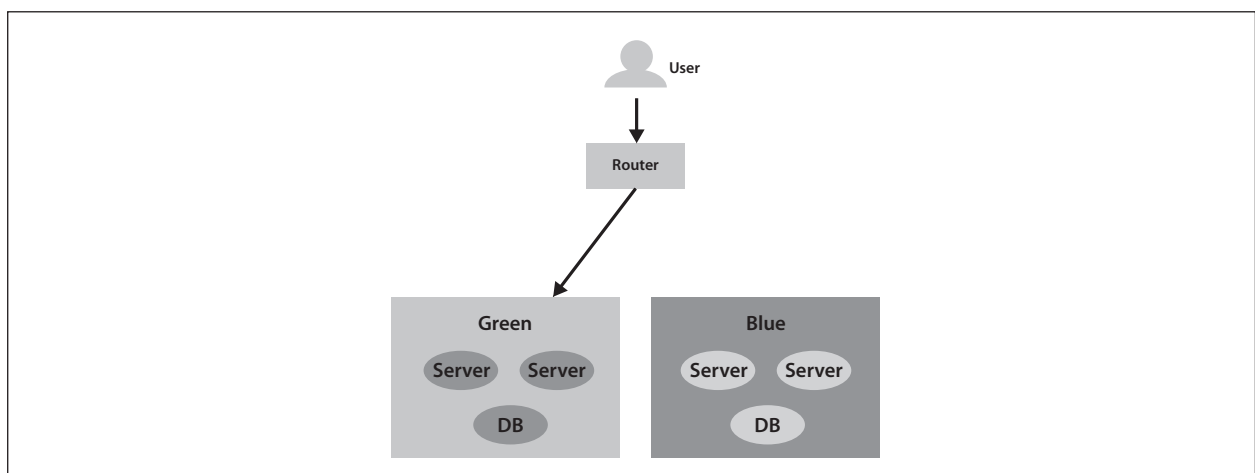 User
Router
Green
Blue
Server Server
Server Server
DB
DB